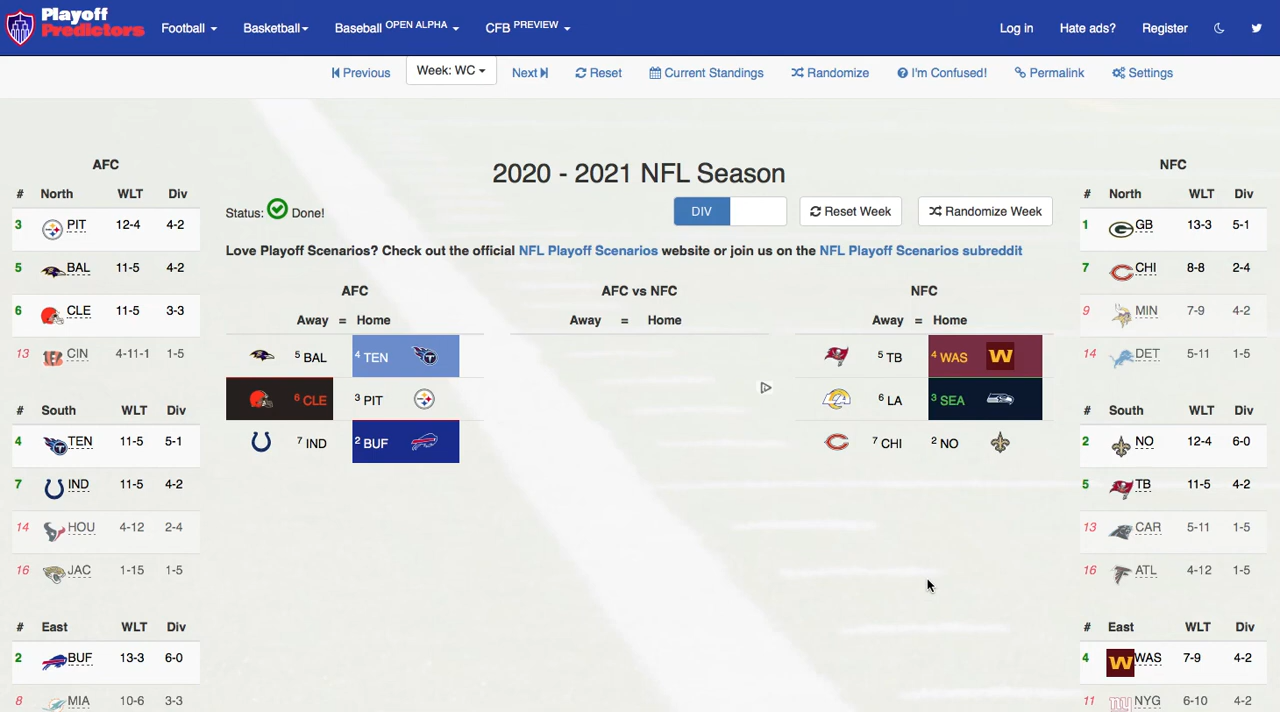 Playoff Predictors Football Basketball Baseball OPEN ALPHA CFB PREVIEW Log in Hate ads? Register
Previous Week: WC Next Reset Current Standings Randomize I'm Confused! Permalink Settings
2020 - 2021 NFL Season
Status: Done! DIV Reset Week Randomize Week
Love Playoff Scenarios? Check out the official NFL Playoff Scenarios website or join us on the NFL Playoff Scenarios subreddit
AFC
# North WLT Div
3 PIT 12-4 4-2
5 BAL 11-5 4-2
6 CLE 11-5 3-3
13 CIN 4-11-1 1-5
# South WLT Div
4 TEN 11-5 5-1
7 IND 11-5 4-2
14 HOU 4-12 2-4
16 JAC 1-15 1-5
# East WLT Div
2 BUF 13-3 6-0
8 MIA 10-6 3-3
AFC
Away = Home
5 BAL 4 TEN
6 CLE 3 PIT
7 IND 2 BUF
AFC vs NFC
Away = Home
NFC
Away = Home
5 TB 4 WAS W
6 LA 3 SEA
7 CHI 2 NO
NFC
# North WLT Div
1 GB 13-3 5-1
7 CHI 8-8 2-4
9 MIN 7-9 4-2
14 DET 5-11 1-5
# South WLT Div
2 NO 12-4 6-0
5 TB 11-5 4-2
13 CAR 5-11 1-5
16 ATL 4-12 1-5
# East WLT Div
4 W WAS 7-9 4-2
11 ny NYG 6-10 4-2